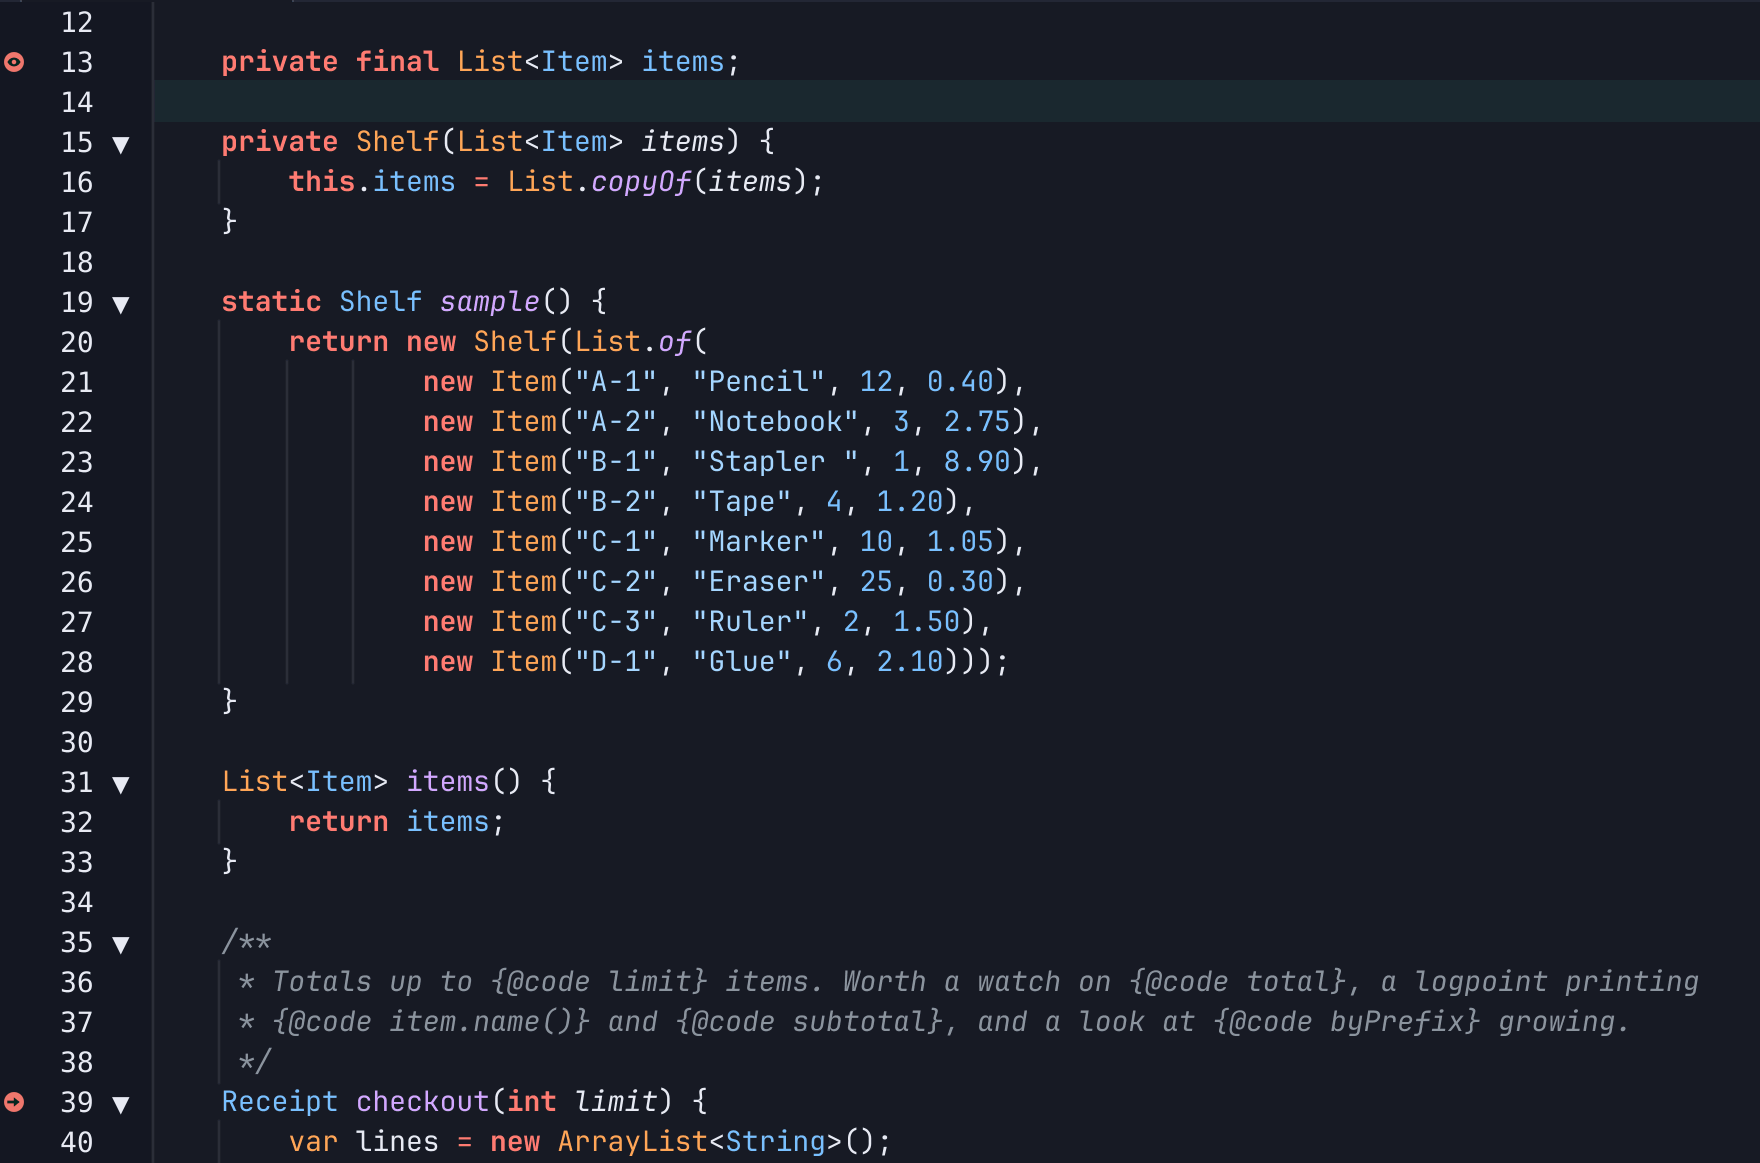 12
13 private final List<Item> items;
14
15 private Shelf(List<Item> items) {
16 this.items = List.copyOf(items);
17 }
18
19 static Shelf sample() {
20 return new Shelf(List.of(
21 new Item("A-1", "Pencil", 12, 0.40),
22 new Item("A-2", "Notebook", 3, 2.75),
23 new Item("B-1", "Stapler ", 1, 8.90),
24 new Item("B-2", "Tape", 4, 1.20),
25 new Item("C-1", "Marker", 10, 1.05),
26 new Item("C-2", "Eraser", 25, 0.30),
27 new Item("C-3", "Ruler", 2, 1.50),
28 new Item("D-1", "Glue", 6, 2.10)));
29 }
30
31 List<Item> items() {
32 return items;
33 }
34
35 /**
36 * Totals up to {@code limit} items. Worth a watch on {@code total}, a logpoint printing
37 * {@code item.name()} and {@code subtotal}, and a look at {@code byPrefix} growing.
38 */
39 Receipt checkout(int limit) {
40 var lines = new ArrayList<String>();